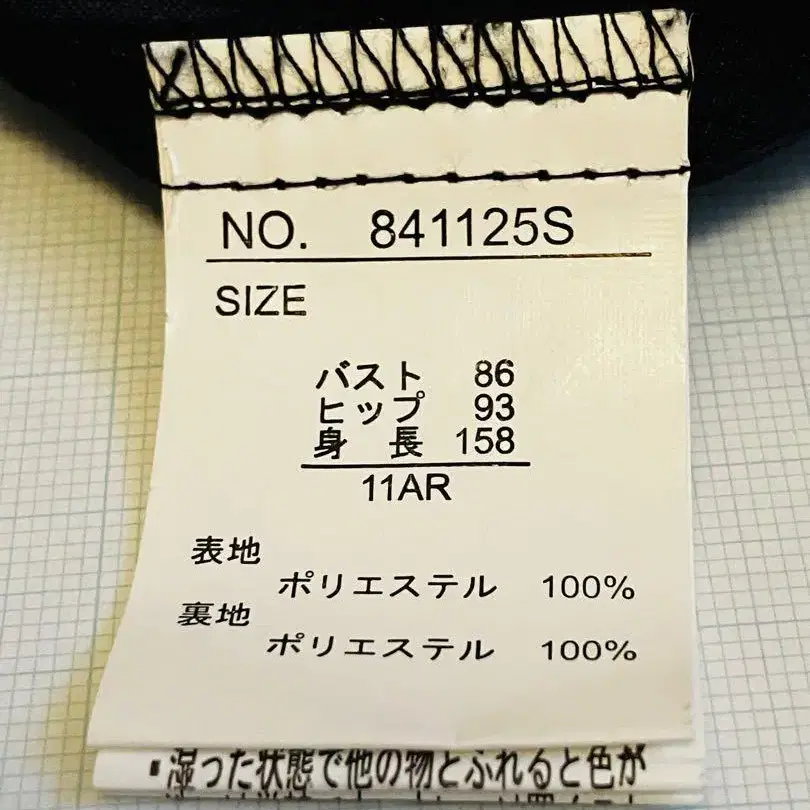 NO. 841125S
SIZE
バスト 86
ヒップ 93
身長 158
11AR
表地
ポリエステル 100%
裏地
ポリエステル 100%
▪湿った状態で他の物とふれると色が